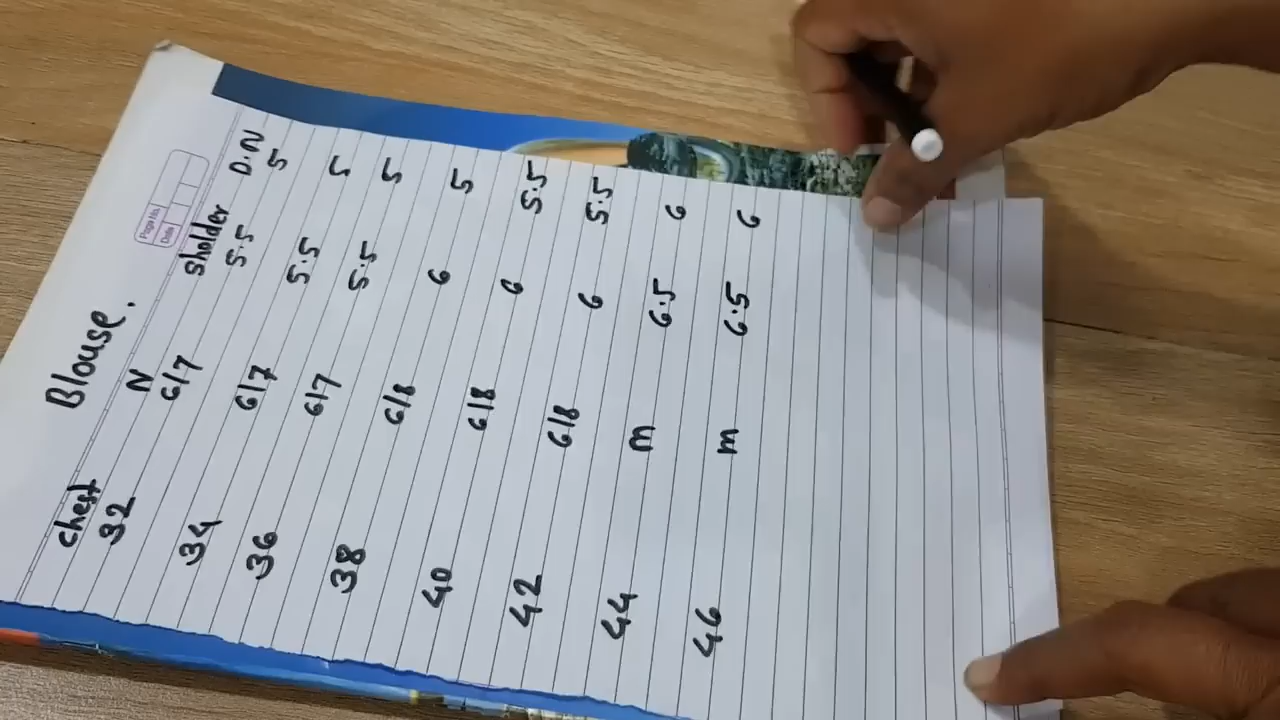 Page No.
Date
Blouse.
chest N sholder D.N
32 6/7 5.5 5
34 6/7 5.5 5
36 6/7 5.5 5
38 6/8 6 5
40 6/8 6 5.5
42 6/8 6 5.5
44 m 6.5 6
46 m 6.5 6